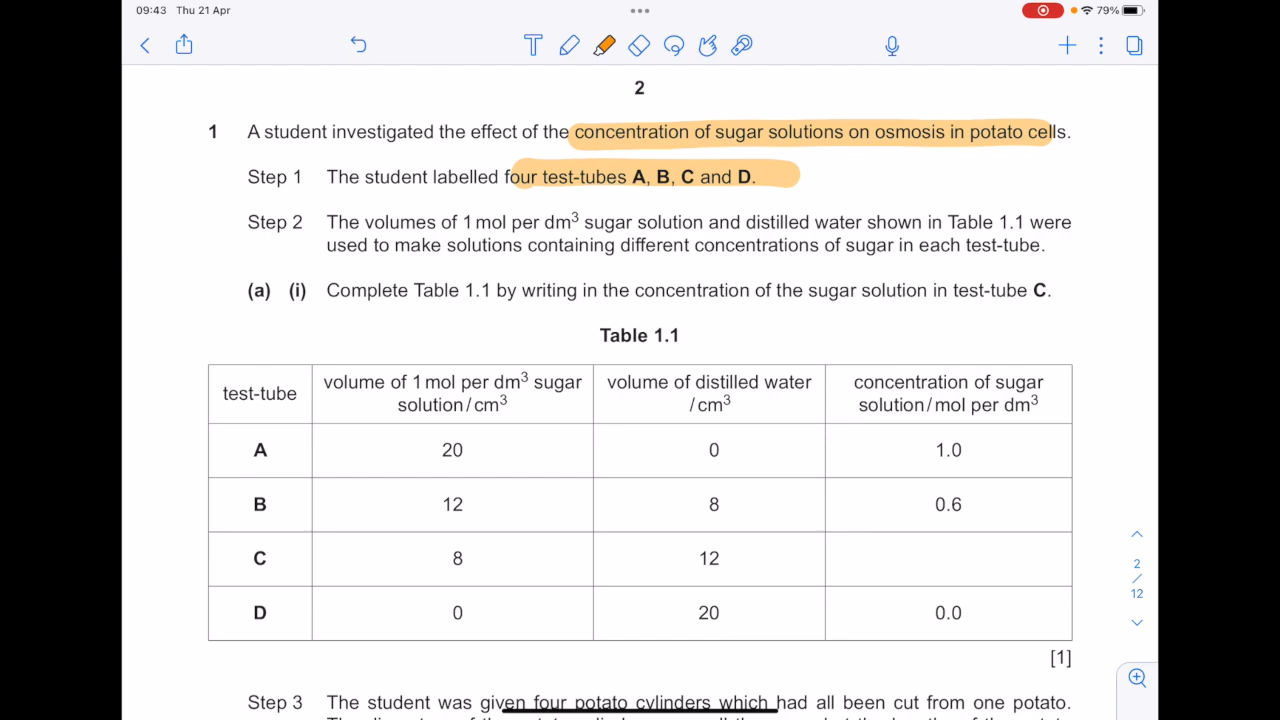 09:43 Thu 21 Apr
79%
2
1 A student investigated the effect of the concentration of sugar solutions on osmosis in potato cells.
Step 1 The student labelled four test-tubes A, B, C and D.
Step 2 The volumes of 1 mol per dm³ sugar solution and distilled water shown in Table 1.1 were
used to make solutions containing different concentrations of sugar in each test-tube.
(a) (i) Complete Table 1.1 by writing in the concentration of the sugar solution in test-tube C.
Table 1.1
test-tube volume of 1 mol per dm³ sugar solution / cm³ volume of distilled water / cm³ concentration of sugar solution / mol per dm³
A 20 0 1.0
B 12 8 0.6
C 8 12
D 0 20 0.0
[1]
2
/
12
Step 3 The student was given four potato cylinders which had all been cut from one potato.